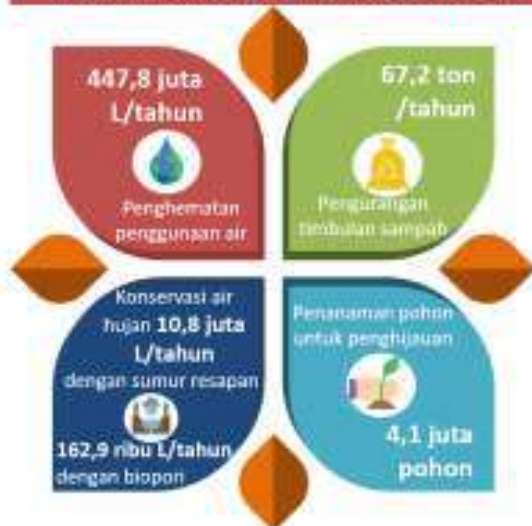 447,8 juta
L/tahun
Penghematan
penggunaan air
67,2 ton
/tahun
Pengurangan
timbulan sampah
Konservasi air
hujan 10,8 juta
L/tahun
dengan sumur resapan
162,9 ribu L/tahun
dengan biopori
Penanaman pohon
untuk penghijauan
4,1 juta
pohon